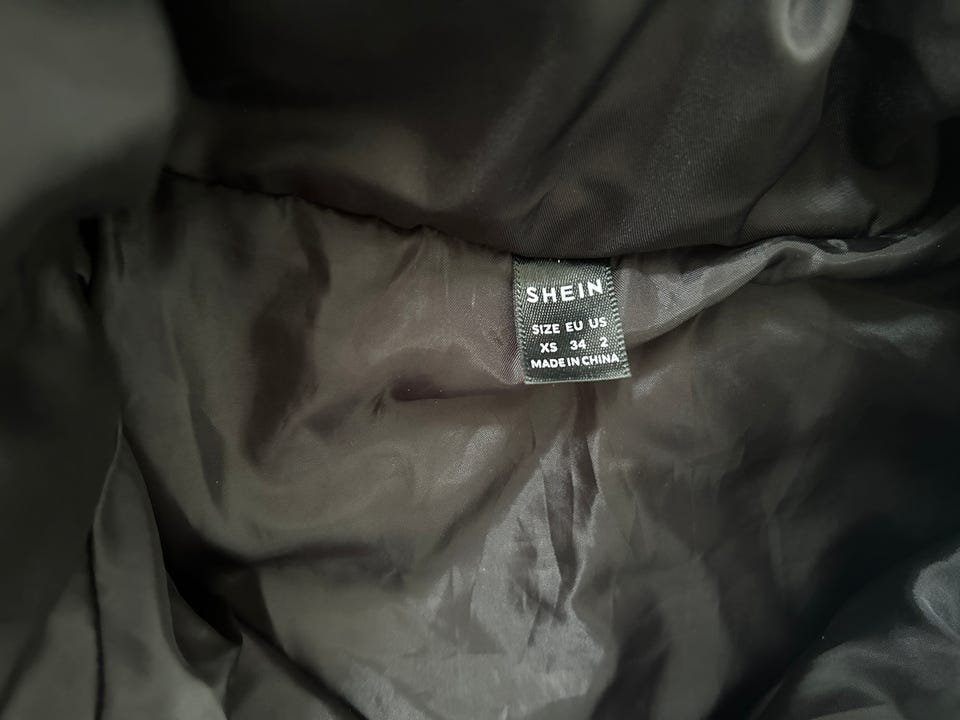 SHEIN
SIZE EU US
XS 34 2
MADE IN CHINA